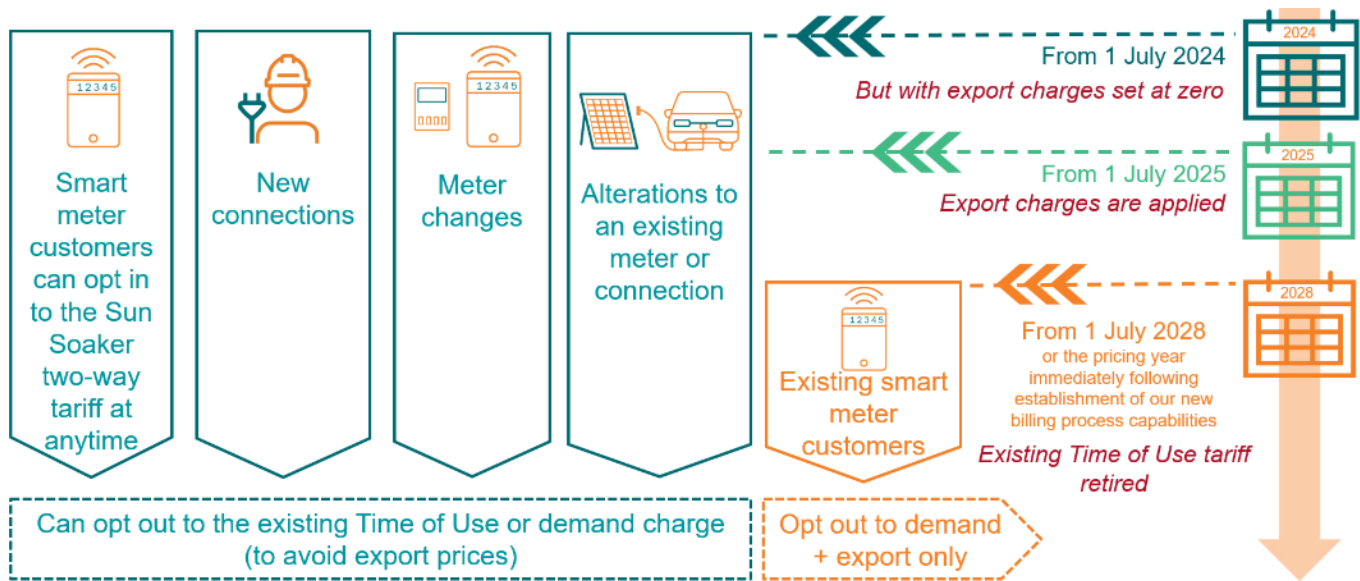 12345
Smart
meter
customers
can opt in
to the Sun
Soaker
two-way
tariff at
anytime
New
connections
12345
Meter
changes
Alterations to
an existing
meter or
connection
2024
From 1 July 2024
But with export charges set at zero
2025
From 1 July 2025
Export charges are applied
12345
Existing smart
meter
customers
2028
From 1 July 2028
or the pricing year
immediately following
establishment of our new
billing process capabilities
Existing Time of Use tariff
retired
Can opt out to the existing Time of Use or demand charge
(to avoid export prices)
Opt out to demand
+ export only